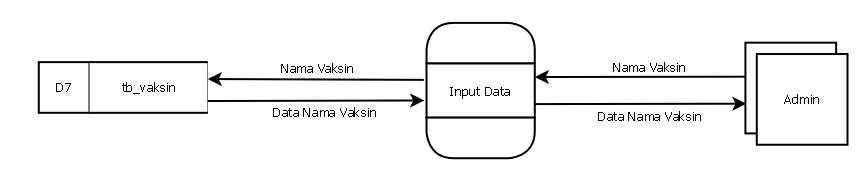 Nama Vaksin
Nama Vaksin
D7
tb_vaksin
Input Data
Admin
Data Nama Vaksin
Data Nama Vaksin